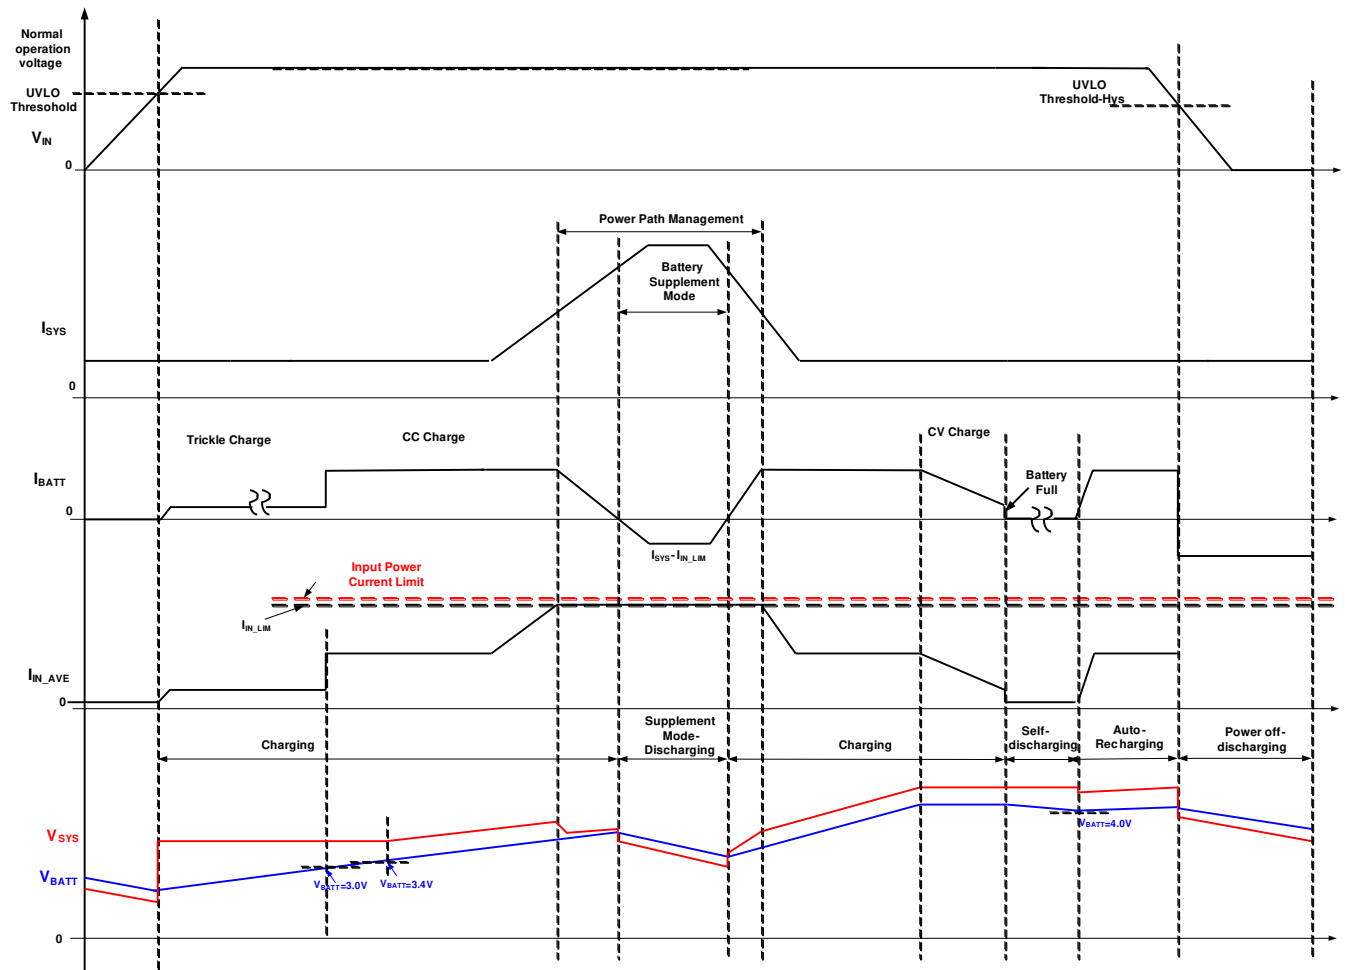 Normal
operation
voltage
UVLO
Thresohold
UVLO
Threshold-Hys
VIN
0
Power Path Management
Battery
Supplement
Mode
ISYS
0
Trickle Charge
CC Charge
CV Charge
Battery
Full
IBATT
0
ISYS-IIN_LIM
Input Power
Current Limit
IIN_LIM
IIN_AVE
0
Charging
Supplement
Mode-
Discharging
Charging
Self-
discharging
Auto-
Recharging
Power off-
discharging
VSYS
VBATT=4.0V
VBATT
VBATT=3.0V
VBATT=3.4V
0